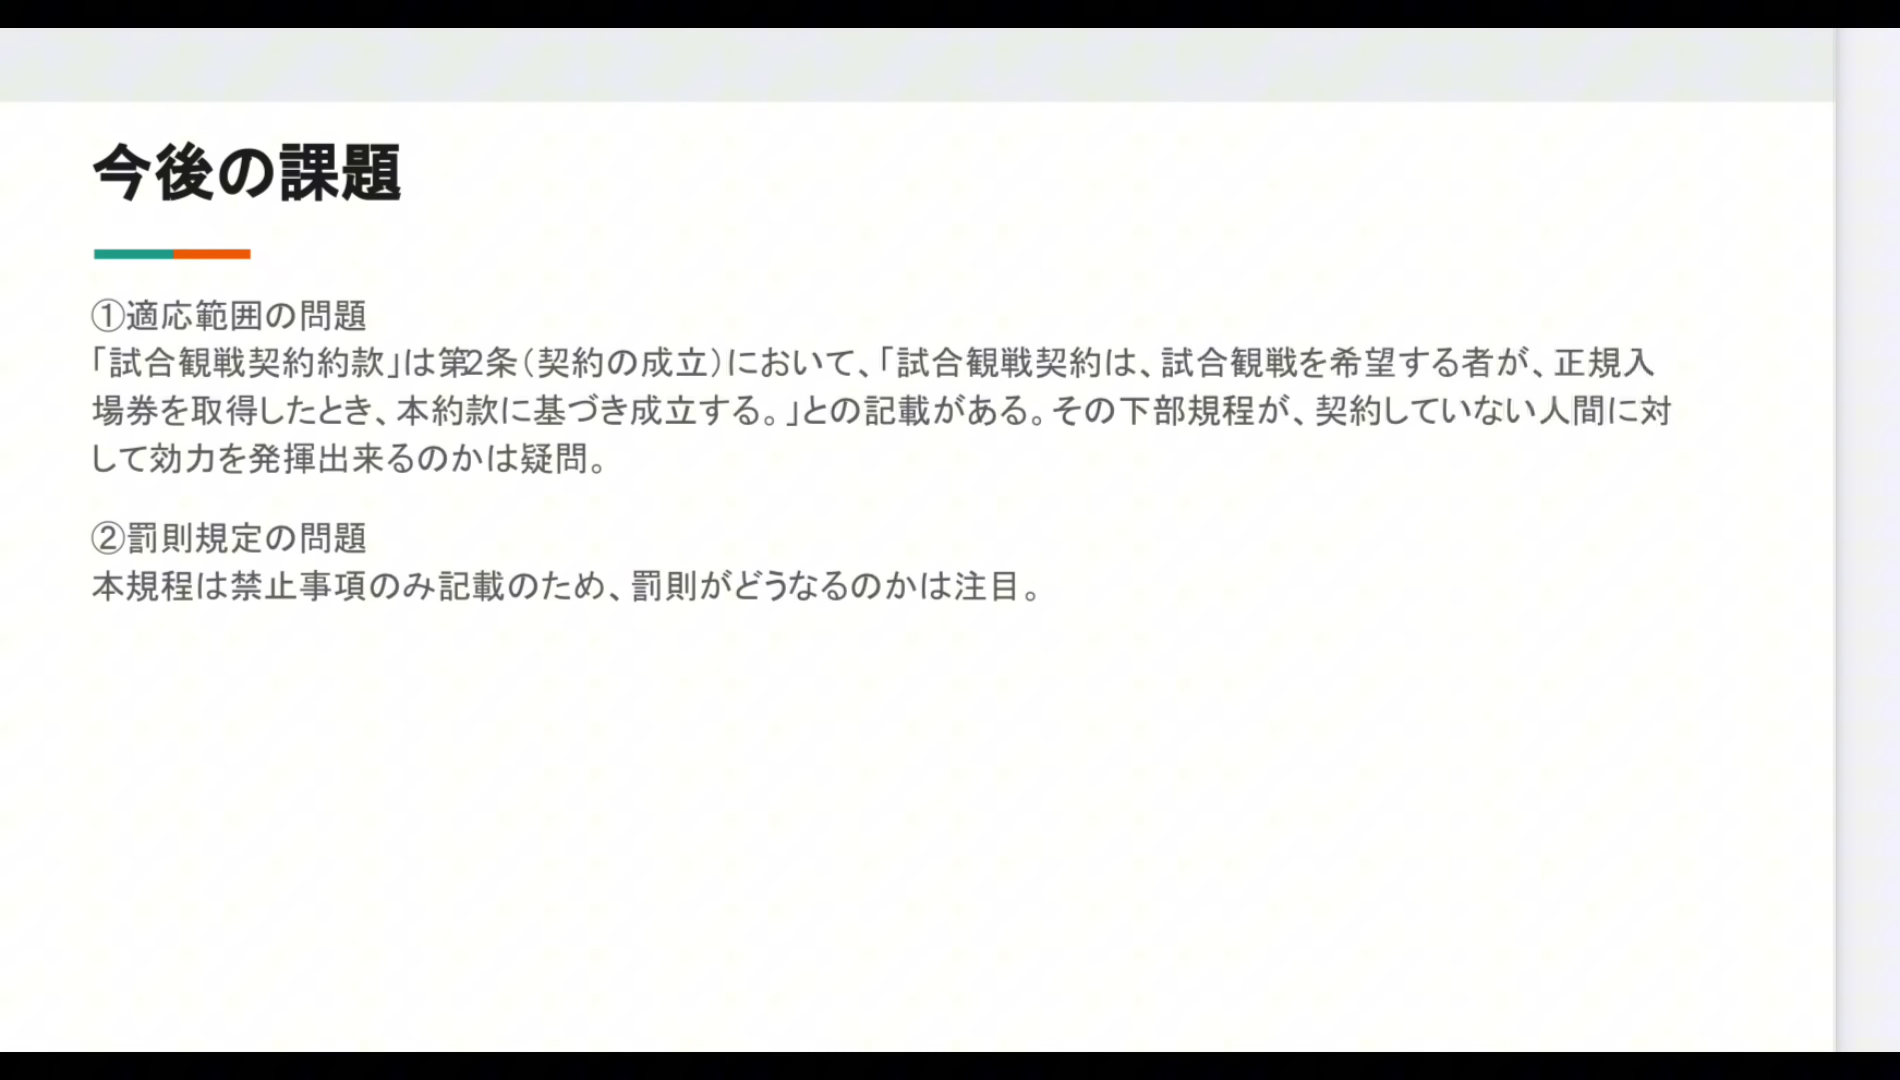 今後の課題
①適応範囲の問題
「試合観戦契約約款」は第2条（契約の成立）において、「試合観戦契約は、試合観戦を希望する者が、正規入
場券を取得したとき、本約款に基づき成立する。」との記載がある。その下部規程が、契約していない人間に対
して効力を発揮出来るのかは疑問。
②罰則規定の問題
本規程は禁止事項のみ記載のため、罰則がどうなるのかは注目。